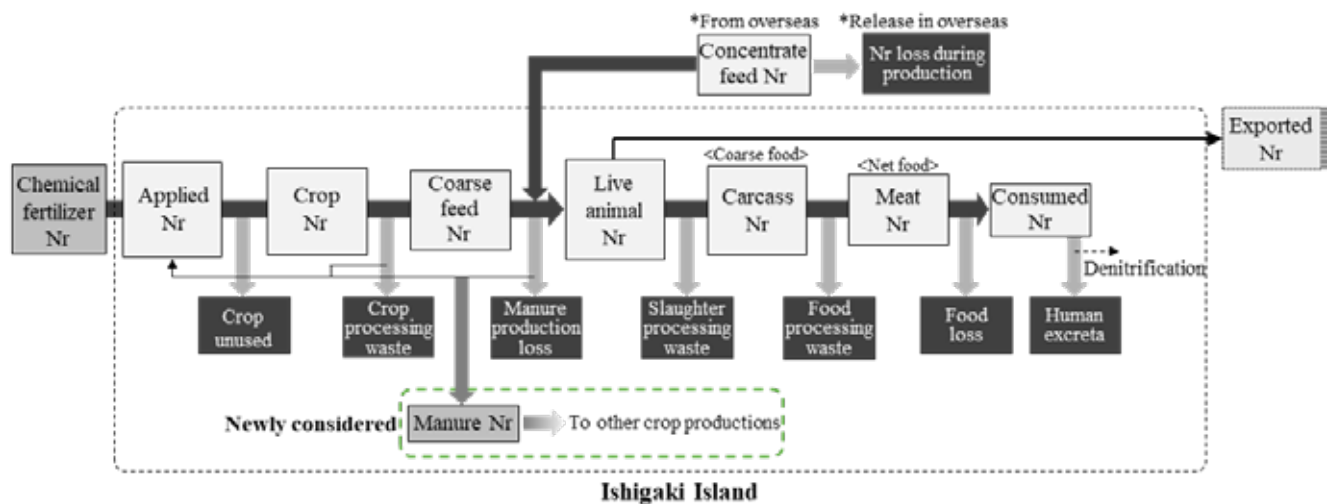 *From overseas
*Release in overseas
Concentrate
feed Nr
Nr loss during
production
Exported
Nr
Chemical
fertilizer
Nr
Applied
Nr
Crop
Nr
Coarse
feed
Nr
Live
animal
Nr
<Coarse food>
Carcass
Nr
<Net food>
Meat
Nr
Consumed
Nr
Denitrification
Crop
unused
Crop
processing
waste
Manure
production
loss
Slaughter
processing
waste
Food
processing
waste
Food
loss
Human
excreta
Newly considered
Manure Nr
To other crop productions
Ishigaki Island